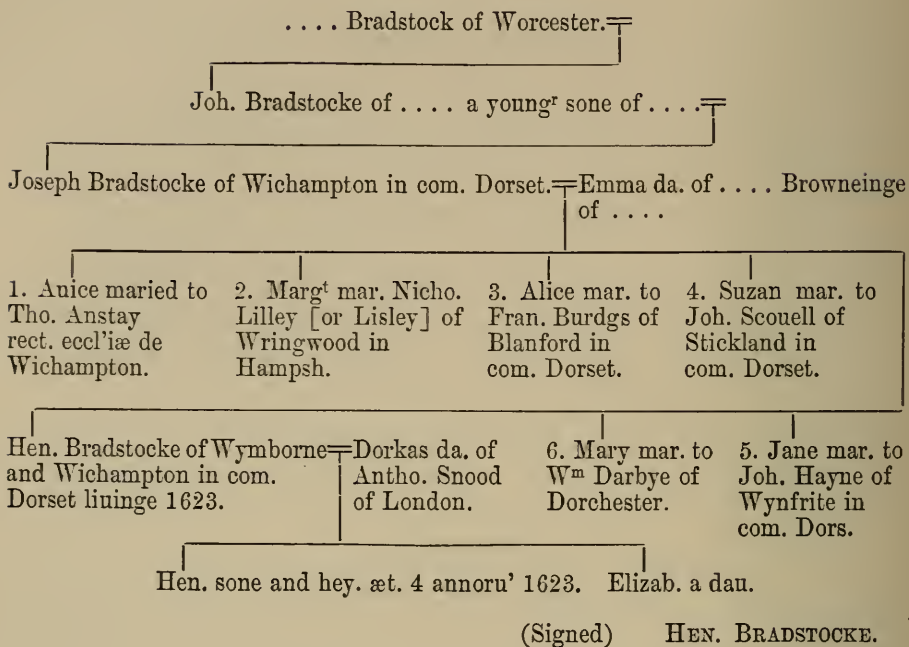 . . . . Bradstock of Worcester.
Joh. Bradstocke of . . . . a youngʳ sone of . . . .
Joseph Bradstocke of Wichampton in com. Dorset. Emma da. of . . . . Browneinge
of . . . .
1. Auice maried to
Tho. Anstay
rect. eccl'iæ de
Wichampton.
2. Margᵗ mar. Nicho.
Lilley [or Lisley] of
Wringwood in
Hampsh.
3. Alice mar. to
Fran. Burdgs of
Blanford in
com. Dorset.
4. Suzan mar. to
Joh. Scouell of
Stickland in
com. Dorset.
Hen. Bradstocke of Wymborne
and Wichampton in com.
Dorset liuinge 1623.
Dorkas da. of
Antho. Snood
of London.
6. Mary mar. to
Wᵐ Darbye of
Dorchester.
5. Jane mar. to
Joh. Hayne of
Wynfrite in
com. Dors.
Hen. sone and hey. æt. 4 annoru' 1623. Elizab. a dau.
(Signed) HEN. BRADSTOCKE.